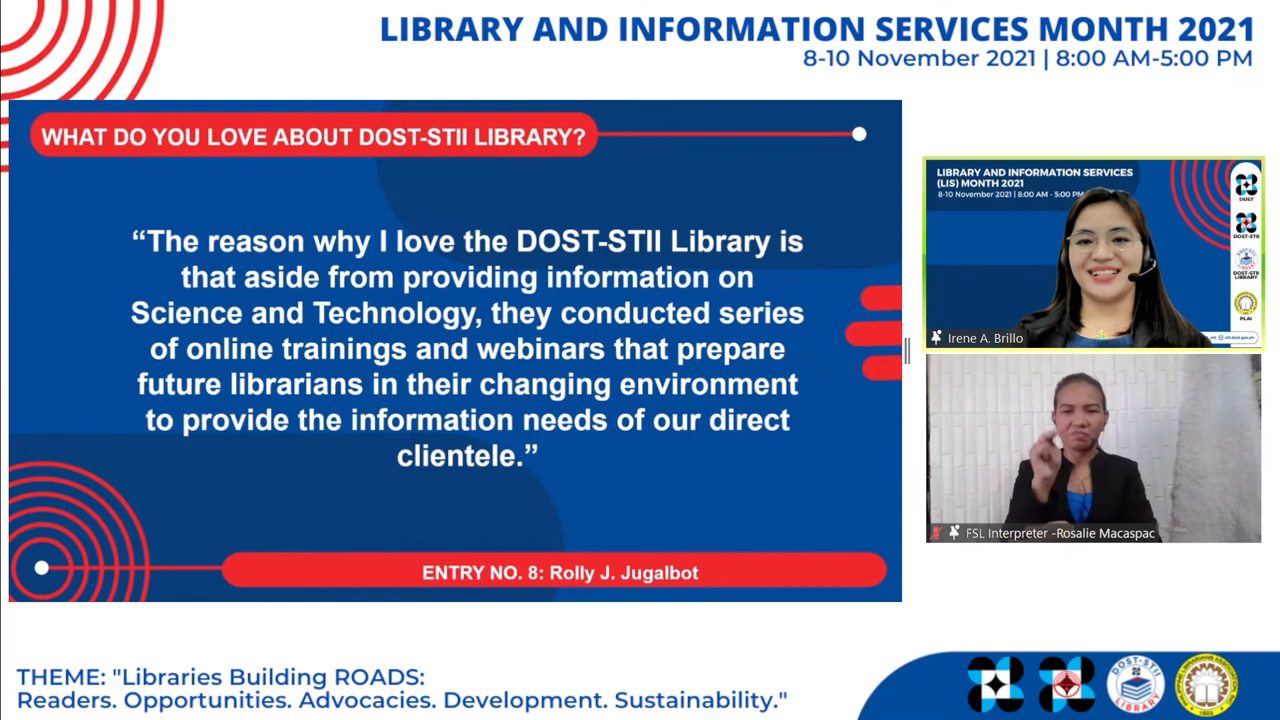 LIBRARY AND INFORMATION SERVICES MONTH 2021
8-10 November 2021 | 8:00 AM-5:00 PM
WHAT DO YOU LOVE ABOUT DOST-STII LIBRARY?
“The reason why I love the DOST-STII Library is
that aside from providing information on
Science and Technology, they conducted series
of online trainings and webinars that prepare
future librarians in their changing environment
to provide the information needs of our direct
clientele.”
ENTRY NO. 8: Rolly J. Jugalbot
LIBRARY AND INFORMATION SERVICES
(LIS) MONTH 2021
8-10 November 2021 | 8:00 AM - 5:00 PM
DOST
DOST-STII
DOST-STII
LIBRARY
PLAI
Irene A. Brillo
FSL Interpreter -Rosalie Macaspac
THEME: "Libraries Building ROADS:
Readers. Opportunities. Advocacies. Development. Sustainability."
DOST-STII
LIBRARY